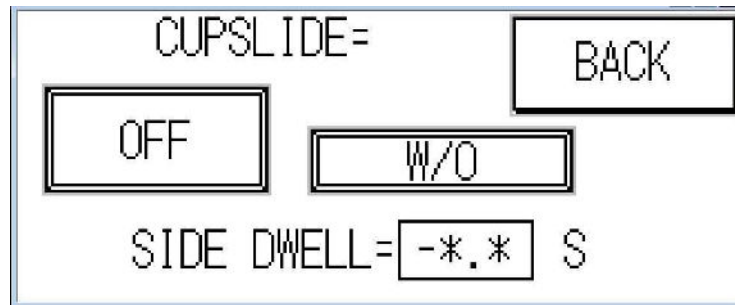 CUPSLIDE=
BACK
OFF
W/O
SIDE DWELL= -*.* S